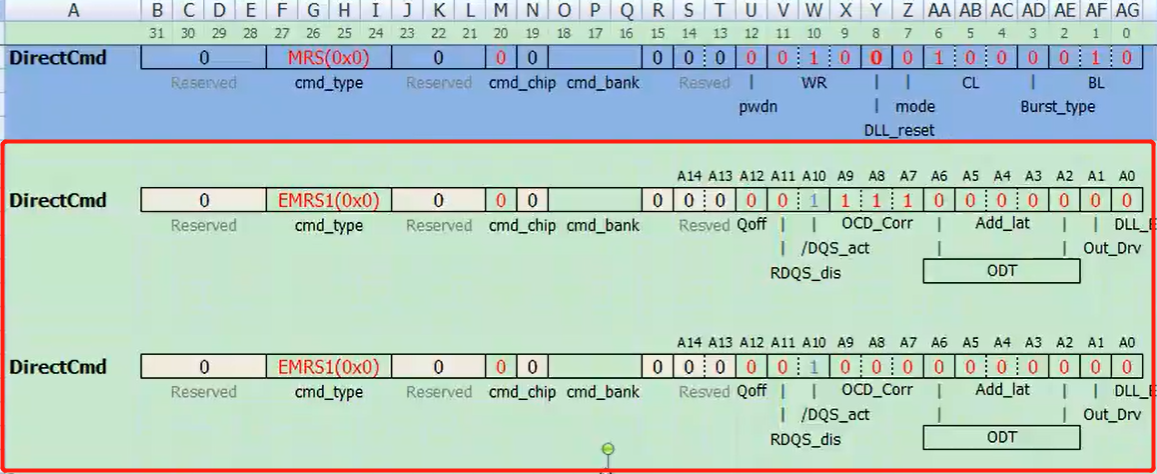 A B C D E F G H I J K L M N O P Q R S T U V W X Y Z AA AB AC AD AE AF AG
31 30 29 28 27 26 25 24 23 22 21 20 19 18 17 16 15 14 13 12 11 10 9 8 7 6 5 4 3 2 1 0
DirectCmd 0 MRS(0x0) 0 0 0 0 0 0 0 0 1 0 0 0 1 0 0 0 0 1 0
Reserved cmd_type Reserved cmd_chip cmd_bank Resved | WR | | CL | BL
pwdn | mode Burst_type
DLL_reset
A14 A13 A12 A11 A10 A9 A8 A7 A6 A5 A4 A3 A2 A1 A0
DirectCmd 0 EMRS1(0x0) 0 0 0 0 0 0 0 0 1 1 1 1 0 0 0 0 0 0 0
Reserved cmd_type Reserved cmd_chip cmd_bank Resved Qoff | | OCD_Corr | Add_lat | | DLL_E
| /DQS_act | | Out_Drv
RDQS_dis ODT
A14 A13 A12 A11 A10 A9 A8 A7 A6 A5 A4 A3 A2 A1 A0
DirectCmd 0 EMRS1(0x0) 0 0 0 0 0 0 0 0 1 0 0 0 0 0 0 0 0 0 0
Reserved cmd_type Reserved cmd_chip cmd_bank Resved Qoff | | OCD_Corr | Add_lat | | DLL_E
| /DQS_act | | Out_Drv
RDQS_dis ODT